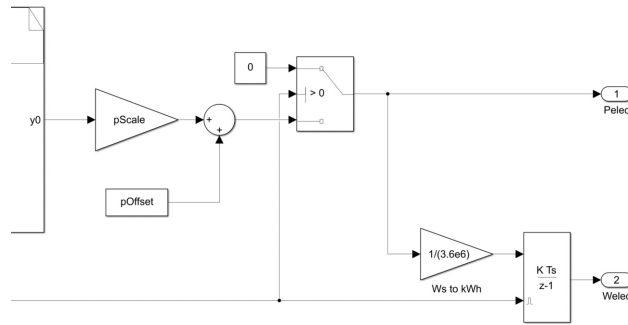 0
> 0
1
Pelec
y0
pScale
+
+
pOffset
1/(3.6e6)
K Ts
z-1
2
Welec
Ws to kWh